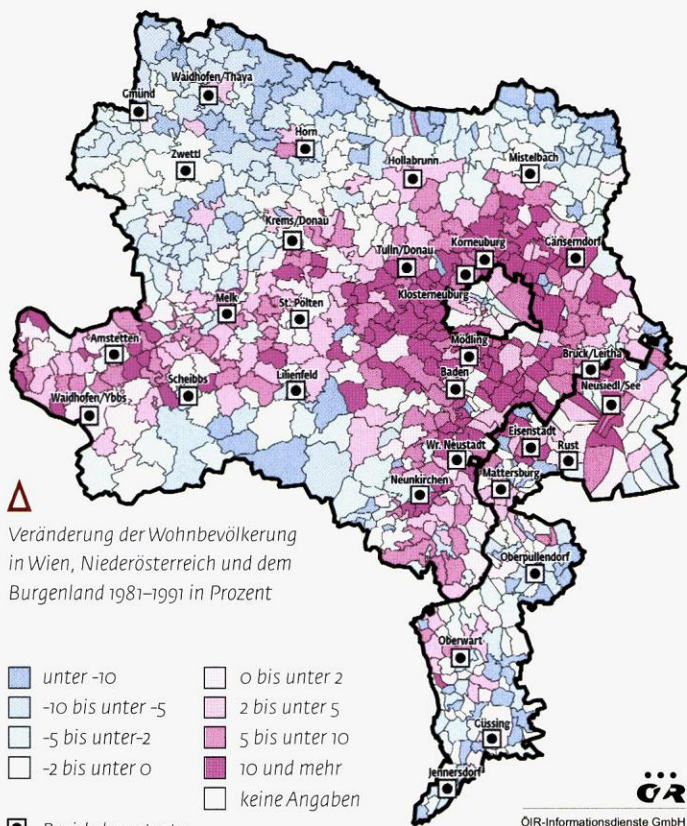 Waidhofen/Thaya
Gmünd
Horn
Zwettl
Hollabrunn
Mistelbach
Krems/Donau
Tulln/Donau
Korneuburg
Gänserndorf
Klosterneuburg
Melk
St. Pölten
Amstetten
Mödling
Bruck/Leitha
Scheibbs
Lilienfeld
Baden
Neusiedl/See
Waidhofen/Ybbs
Wr. Neustadt
Eisenstadt
Rust
Neunkirchen
Mattersburg
Veränderung der Wohnbevölkerung
in Wien, Niederösterreich und dem
Burgenland 1981–1991 in Prozent
Oberpullendorf
Oberwart
Güssing
Jennersdorf
unter -10
-10 bis unter -5
-5 bis unter-2
-2 bis unter 0
0 bis unter 2
2 bis unter 5
5 bis unter 10
10 und mehr
keine Angaben
ÖIR
ÖIR-Informationsdienste GmbH